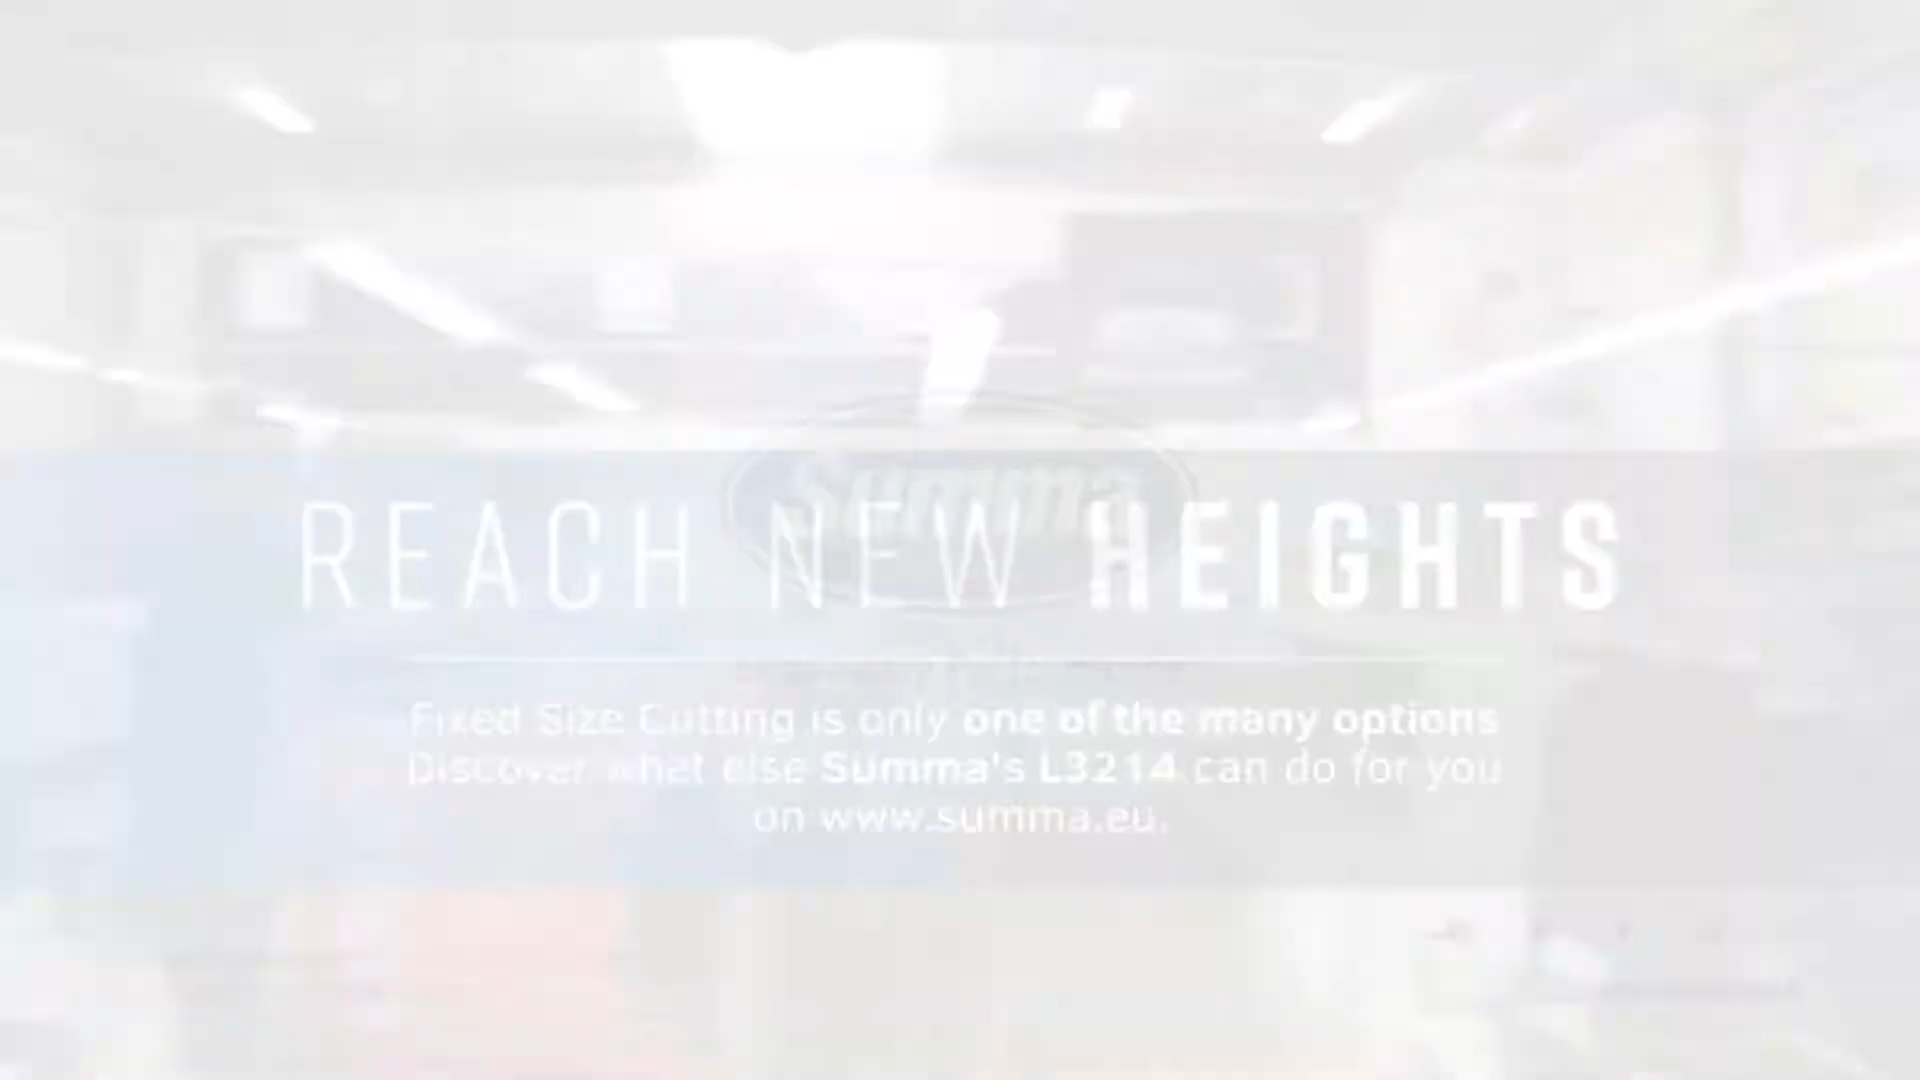 Summa
REACH NEW HEIGHTS
Fixed Size Cutting is only one of the many options
Discover what else Summa's L3214 can do for you
on www.summa.eu.